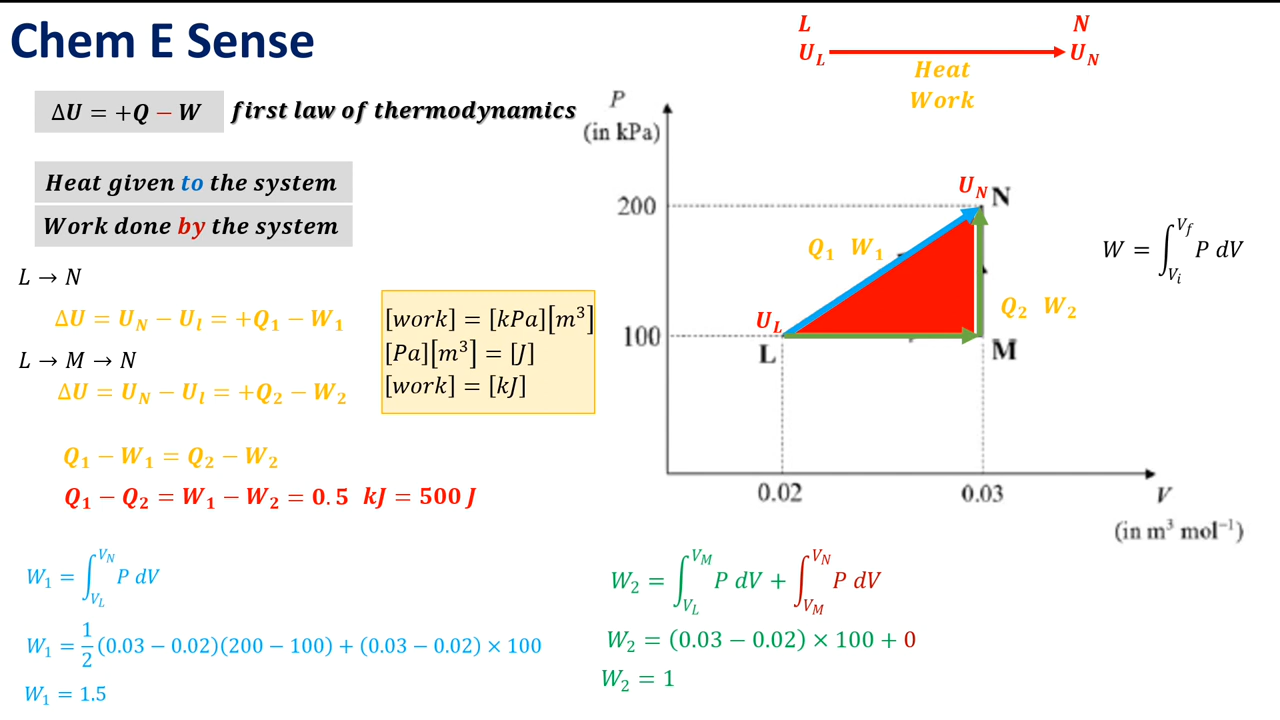 Chem E Sense
ΔU = +Q − W first law of thermodynamics
Heat given to the system
Work done by the system
L → N
ΔU = U_N − U_l = +Q_1 − W_1
L → M → N
ΔU = U_N − U_l = +Q_2 − W_2
[work] = [kPa][m³]
[Pa][m³] = [J]
[work] = [kJ]
Q_1 − W_1 = Q_2 − W_2
Q_1 − Q_2 = W_1 − W_2 = 0.5 kJ = 500 J
W_1 = ∫_{V_L}^{V_N} P dV
W_1 = 1/2 (0.03 − 0.02)(200 − 100) + (0.03 − 0.02) × 100
W_1 = 1.5
L N
U_L U_N
Heat
Work
P
(in kPa)
U_N N
200
Q_1 W_1
Q_2 W_2
U_L
100
L M
0.02 0.03 V
(in m³ mol⁻¹)
W = ∫_{V_i}^{V_f} P dV
W_2 = ∫_{V_L}^{V_M} P dV + ∫_{V_M}^{V_N} P dV
W_2 = (0.03 − 0.02) × 100 + 0
W_2 = 1